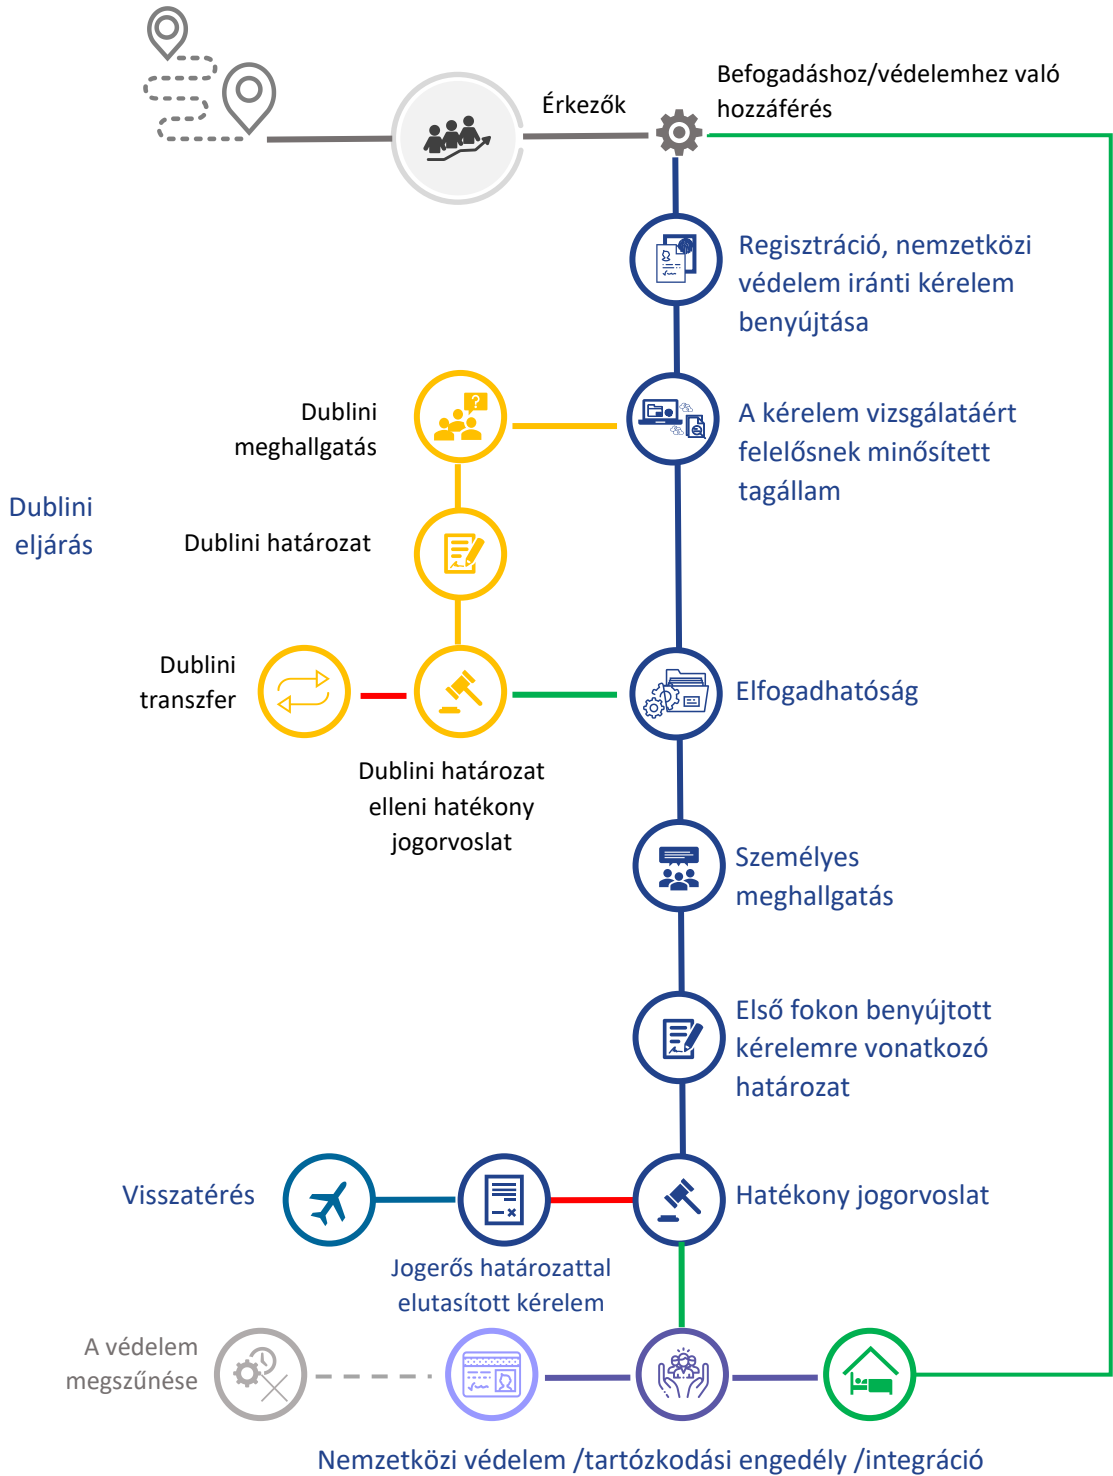 Érkezők
Befogadáshoz/védelemhez való
hozzáférés
Regisztráció, nemzetközi
védelem iránti kérelem
benyújtása
Dublini
meghallgatás
A kérelem vizsgálatáért
felelősnek minősített
tagállam
Dublini
eljárás
Dublini határozat
Dublini
transzfer
Elfogadhatóság
Dublini határozat
elleni hatékony
jogorvoslat
Személyes
meghallgatás
Első fokon benyújtott
kérelemre vonatkozó
határozat
Visszatérés
Hatékony jogorvoslat
Jogerős határozattal
elutasított kérelem
A védelem
megszűnése
Nemzetközi védelem /tartózkodási engedély /integráció